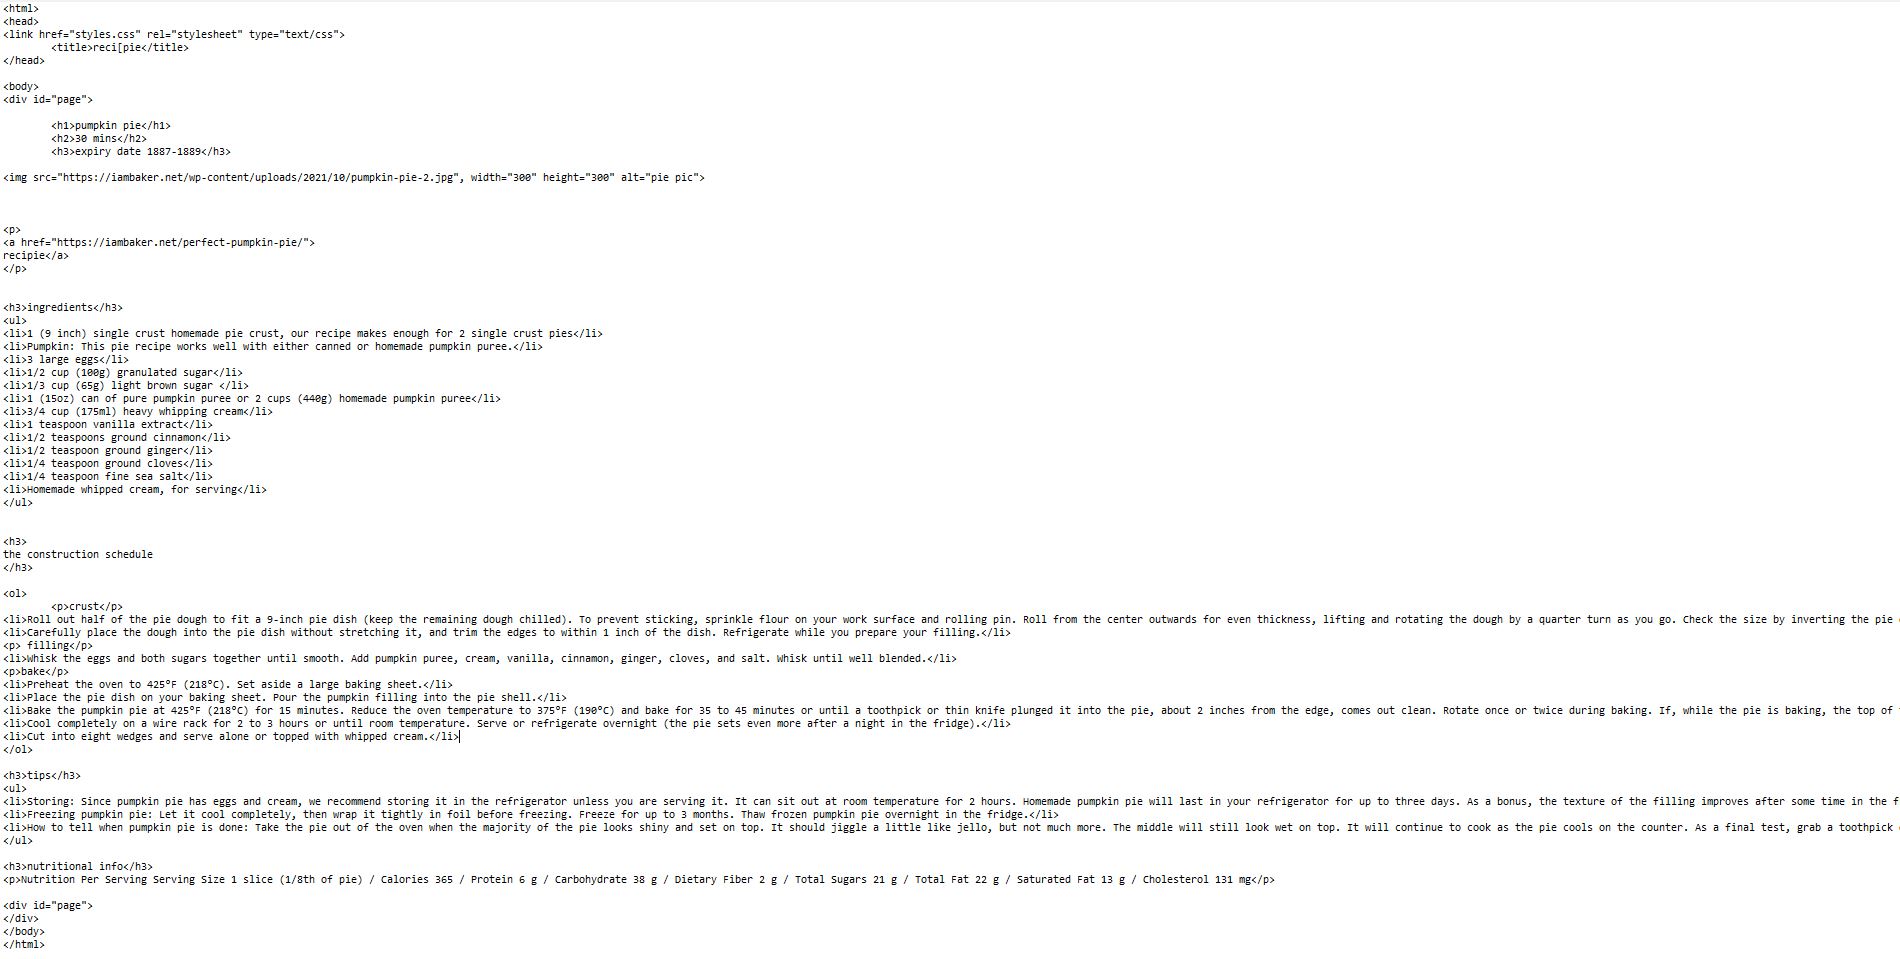 <html>
<head>
<link href="styles.css" rel="stylesheet" type="text/css">
<title>reci[pie</title>
</head>
<body>
<div id="page">
<h1>pumpkin pie</h1>
<h2>30 mins</h2>
<h3>expiry date 1887-1889</h3>
<img src="https://iambaker.net/wp-content/uploads/2021/10/pumpkin-pie-2.jpg", width="300" height="300" alt="pie pic">
<p>
<a href="https://iambaker.net/perfect-pumpkin-pie/">
recipie</a>
</p>
<h3>ingredients</h3>
<ul>
<li>1 (9 inch) single crust homemade pie crust, our recipe makes enough for 2 single crust pies</li>
<li>Pumpkin: This pie recipe works well with either canned or homemade pumpkin puree.</li>
<li>3 large eggs</li>
<li>1/2 cup (100g) granulated sugar</li>
<li>1/3 cup (65g) light brown sugar </li>
<li>1 (15oz) can of pure pumpkin puree or 2 cups (440g) homemade pumpkin puree</li>
<li>3/4 cup (175ml) heavy whipping cream</li>
<li>1 teaspoon vanilla extract</li>
<li>1/2 teaspoons ground cinnamon</li>
<li>1/2 teaspoon ground ginger</li>
<li>1/4 teaspoon ground cloves</li>
<li>1/4 teaspoon fine sea salt</li>
<li>Homemade whipped cream, for serving</li>
</ul>
<h3>
the construction schedule
</h3>
<ol>
<p>crust</p>
<li>Roll out half of the pie dough to fit a 9-inch pie dish (keep the remaining dough chilled). To prevent sticking, sprinkle flour on your work surface and rolling pin. Roll from the center outwards for even thickness, lifting and rotating the dough by a quarter turn as you go. Check the size by inverting the pie
<li>Carefully place the dough into the pie dish without stretching it, and trim the edges to within 1 inch of the dish. Refrigerate while you prepare your filling.</li>
<p> filling</p>
<li>Whisk the eggs and both sugars together until smooth. Add pumpkin puree, cream, vanilla, cinnamon, ginger, cloves, and salt. Whisk until well blended.</li>
<p>bake</p>
<li>Preheat the oven to 425°F (218°C). Set aside a large baking sheet.</li>
<li>Place the pie dish on your baking sheet. Pour the pumpkin filling into the pie shell.</li>
<li>Bake the pumpkin pie at 425°F (218°C) for 15 minutes. Reduce the oven temperature to 375°F (190°C) and bake for 35 to 45 minutes or until a toothpick or thin knife plunged it into the pie, about 2 inches from the edge, comes out clean. Rotate once or twice during baking. If, while the pie is baking, the top of
<li>Cool completely on a wire rack for 2 to 3 hours or until room temperature. Serve or refrigerate overnight (the pie sets even more after a night in the fridge).</li>
<li>Cut into eight wedges and serve alone or topped with whipped cream.</li>
</ol>
<h3>tips</h3>
<ul>
<li>Storing: Since pumpkin pie has eggs and cream, we recommend storing it in the refrigerator unless you are serving it. It can sit out at room temperature for 2 hours. Homemade pumpkin pie will last in your refrigerator for up to three days. As a bonus, the texture of the filling improves after some time in the
<li>Freezing pumpkin pie: Let it cool completely, then wrap it tightly in foil before freezing. Freeze for up to 3 months. Thaw frozen pumpkin pie overnight in the fridge.</li>
<li>How to tell when pumpkin pie is done: Take the pie out of the oven when the majority of the pie looks shiny and set on top. It should jiggle a little like jello, but not much more. The middle will still look wet on top. It will continue to cook as the pie cools on the counter. As a final test, grab a toothpick
</ul>
<h3>nutritional info</h3>
<p>Nutrition Per Serving Serving Size 1 slice (1/8th of pie) / Calories 365 / Protein 6 g / Carbohydrate 38 g / Dietary Fiber 2 g / Total Sugars 21 g / Total Fat 22 g / Saturated Fat 13 g / Cholesterol 131 mg</p>
<div id="page">
</div>
</body>
</html>